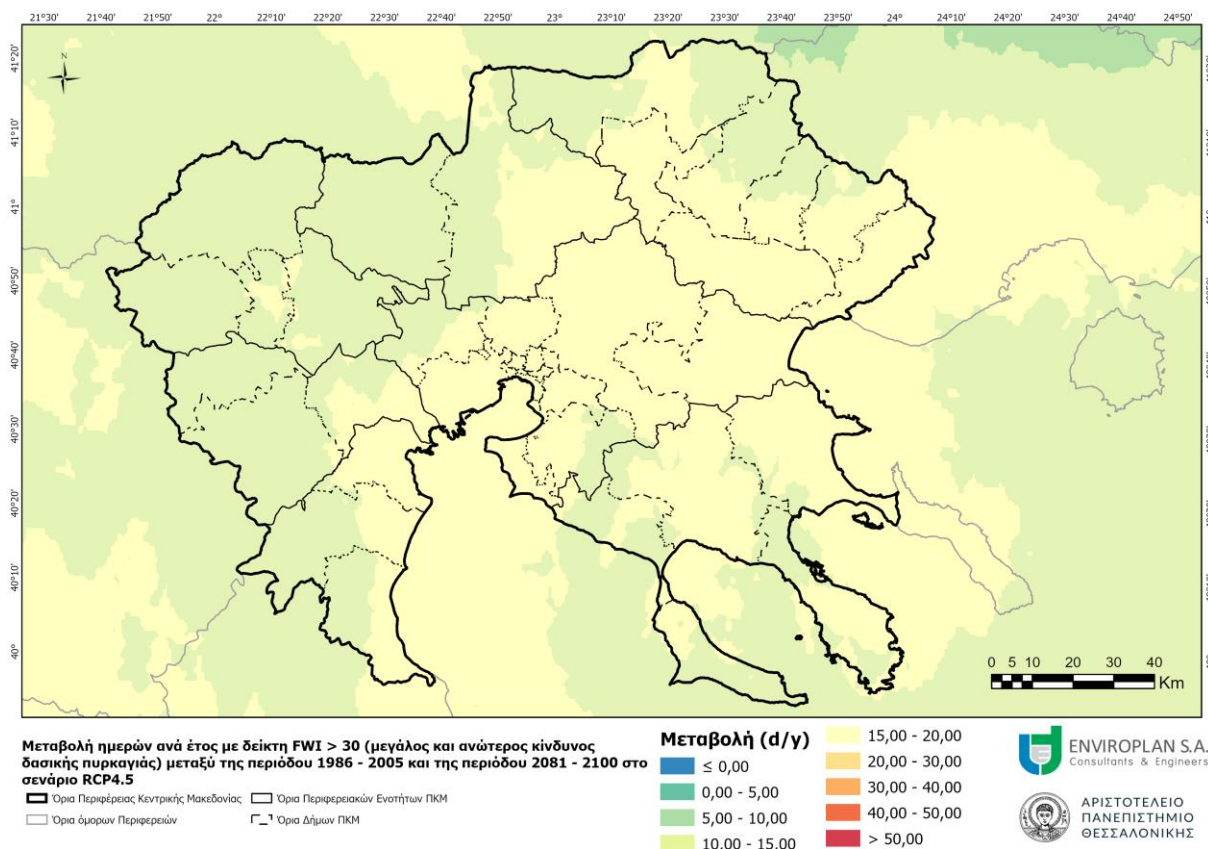 21°30' 21°40' 21°50' 22° 22°10' 22°20' 22°30' 22°40' 22°50' 23° 23°10' 23°20' 23°30' 23°40' 23°50' 24° 24°10' 24°20' 24°30' 24°40' 24°50'
N
41°20'
41°10'
41°
40°50'
40°40'
40°30'
40°20'
40°10'
40°
0 5 10 20 30 40
Km
Μεταβολή ημερών ανά έτος με δείκτη FWI > 30 (μεγάλος και ανώτερος κίνδυνος
δασικής πυρκαγιάς) μεταξύ της περιόδου 1986 - 2005 και της περιόδου 2081 - 2100 στο
σενάριο RCP4.5
Όρια Περιφέρειας Κεντρικής Μακεδονίας
Όρια Περιφερειακών Ενοτήτων ΠΚΜ
Όρια όμορων Περιφερειών
Όρια Δήμων ΠΚΜ
Μεταβολή (d/y)
≤ 0,00
0,00 - 5,00
5,00 - 10,00
10,00 - 15,00
15,00 - 20,00
20,00 - 30,00
30,00 - 40,00
40,00 - 50,00
> 50,00
ENVIROPLAN S.A.
Consultants & Engineers
ΑΡΙΣΤΟΤΕΛΕΙΟ
ΠΑΝΕΠΙΣΤΗΜΙΟ
ΘΕΣΣΑΛΟΝΙΚΗΣ